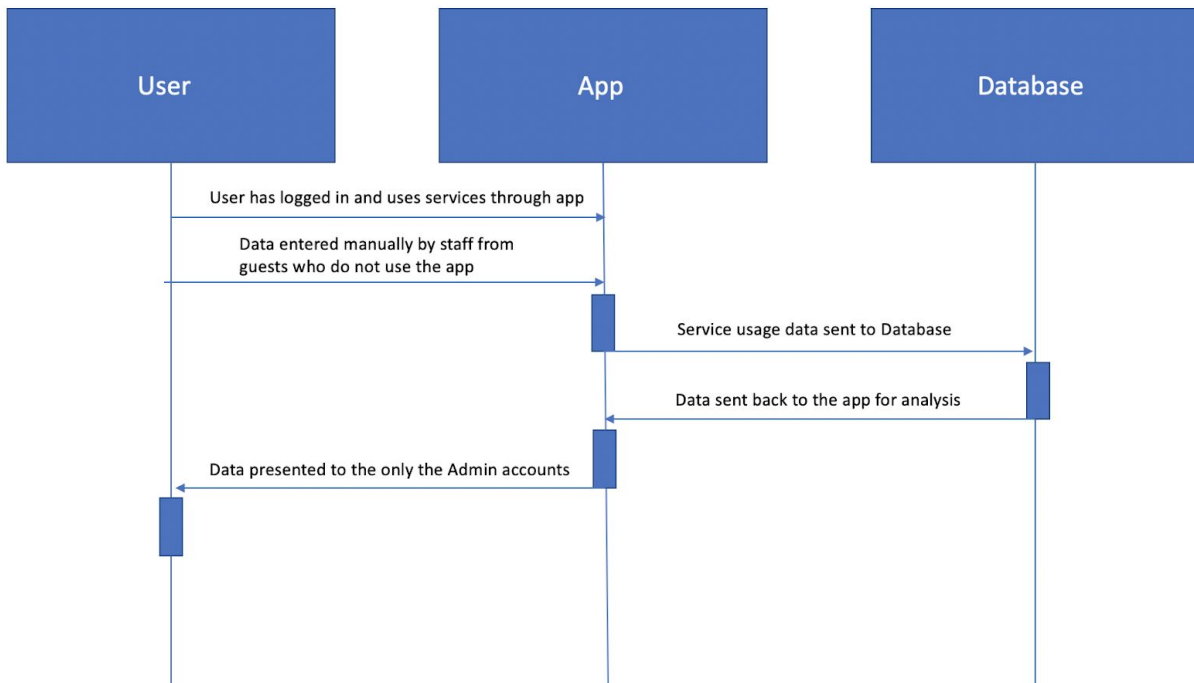 User
App
Database
User has logged in and uses services through app
Data entered manually by staff from
guests who do not use the app
Service usage data sent to Database
Data sent back to the app for analysis
Data presented to the only the Admin accounts